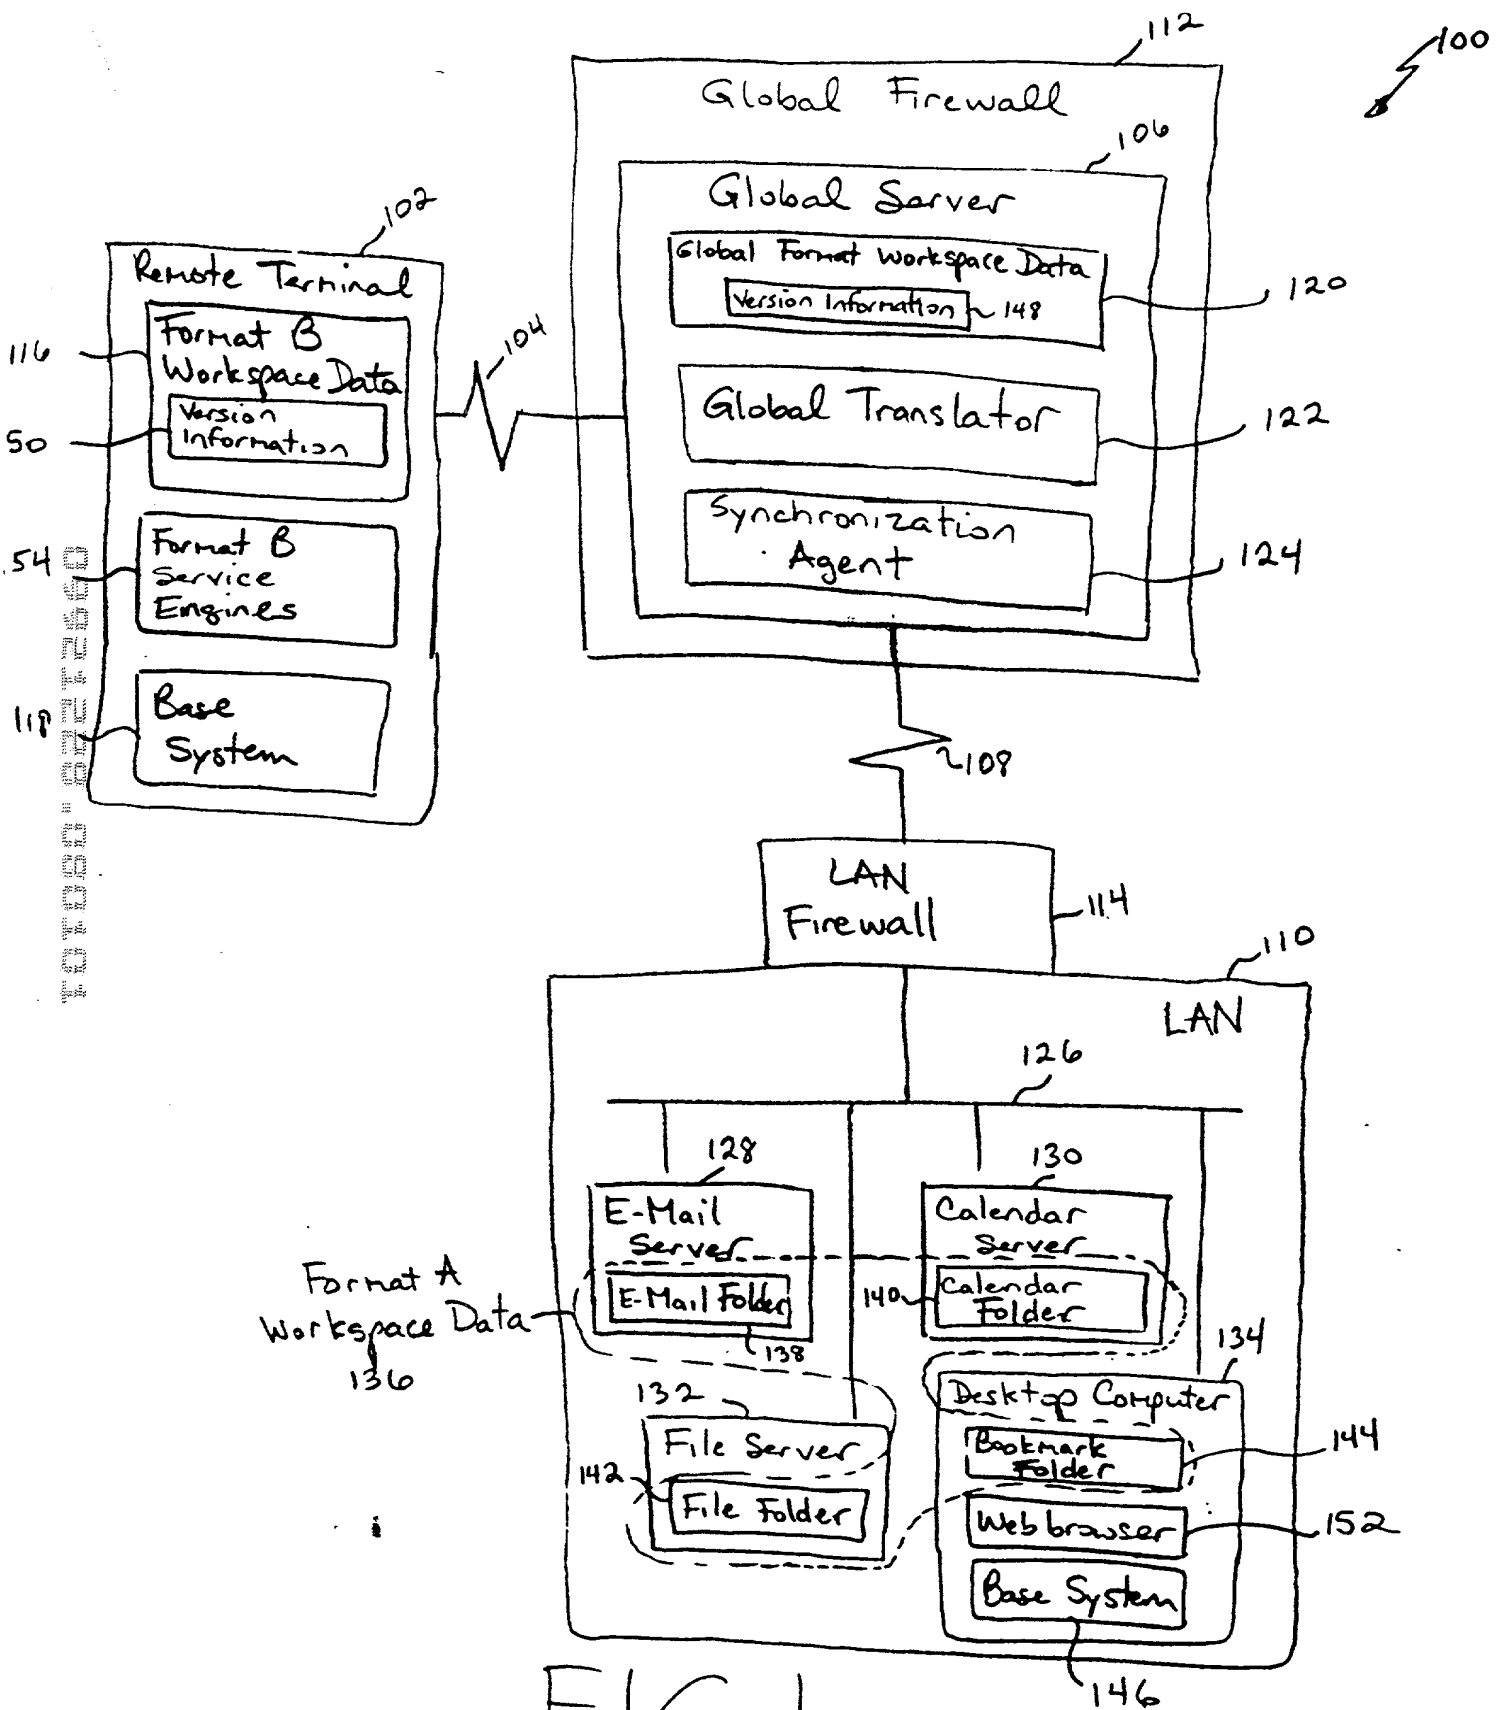 100
112
Global Firewall
106
Global Server
Global Format Workspace Data
Version Information
148
120
Global Translator
122
Synchronization
Agent
124
102
Remote Terminal
116
Format B
Workspace Data
50
Version
Information
104
54
Format B
Service
Engines
118
Base
System
108
LAN
Firewall
114
110
LAN
126
128
E-Mail
Server
E-Mail Folder
138
130
Calendar
Server
140
Calendar
Folder
Format A
Workspace Data
136
132
File Server
142
File Folder
134
Desktop Computer
Bookmark
Folder
144
Web browser
152
Base System
146